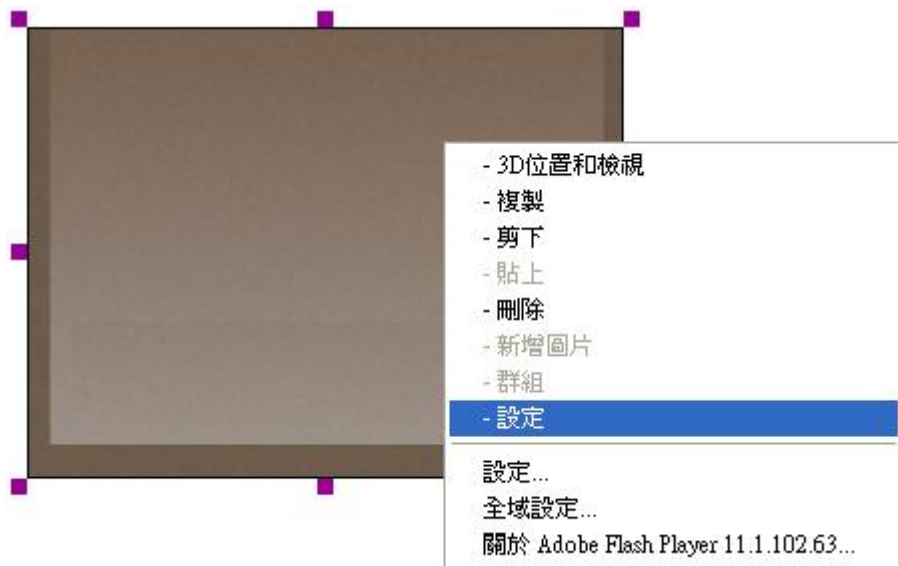 - 3D位置和檢視
- 複製
- 剪下
- 貼上
- 刪除
- 新增圖片
- 群組
- 設定
設定...
全域設定...
關於 Adobe Flash Player 11.1.102.63...